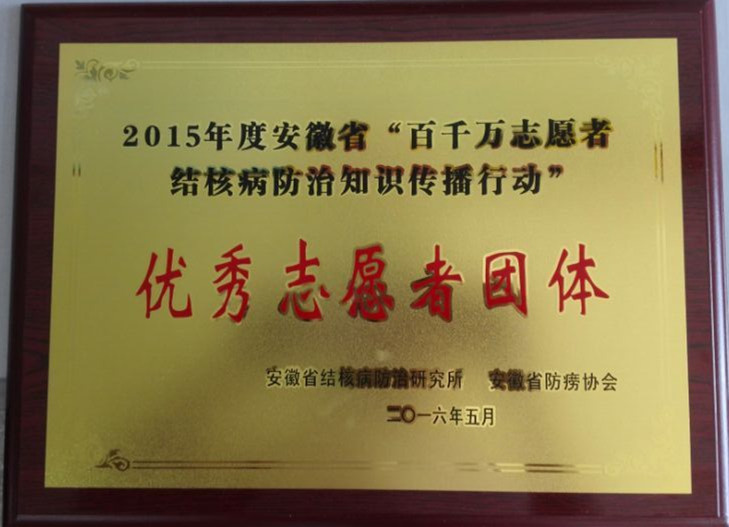 2015年度安徽省“百千万志愿者
结核病防治知识传播行动”
优秀志愿者团体
安徽省结核病防治研究所 安徽省防痨协会
二〇一六年五月